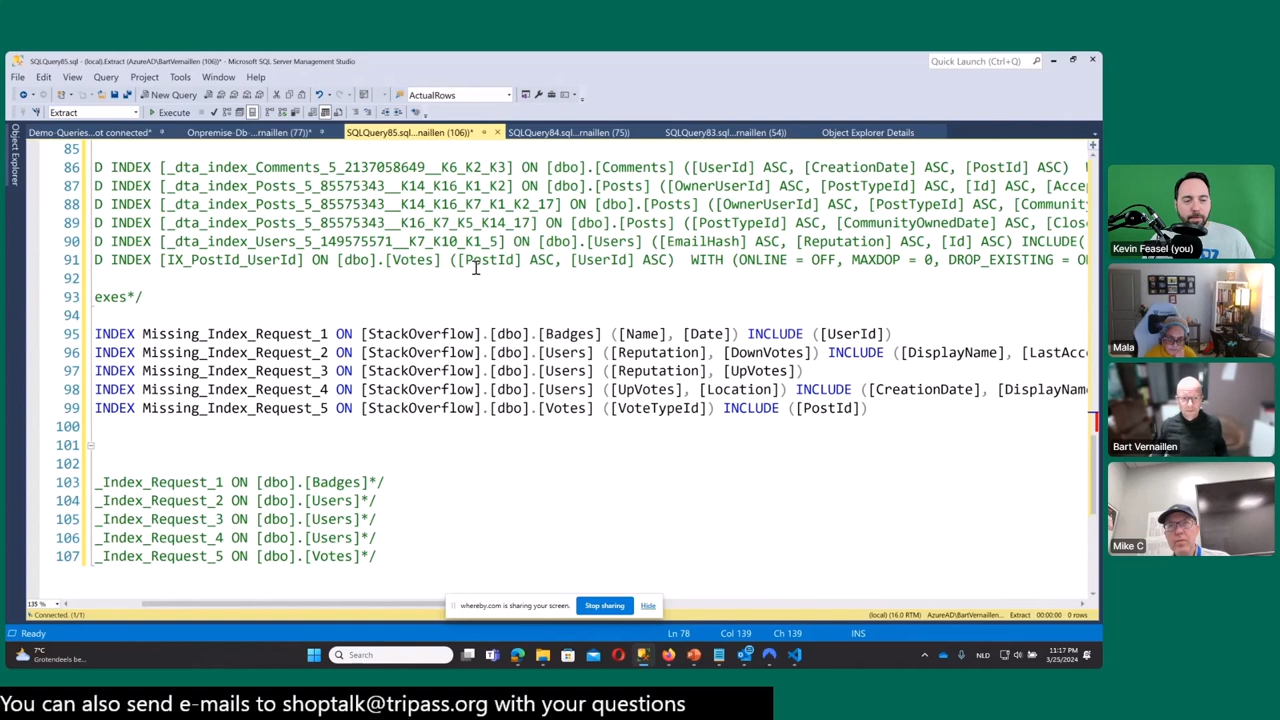 SQLQuery85.sql - (local).Extract (AzureAD\BartVernaillen (106))* - Microsoft SQL Server Management Studio
Quick Launch (Ctrl+Q)
File Edit View Query Project Tools Window Help
New Query
ActualRows
Extract
Execute
Demo Queries...ot connected*
Onpremise Db ...rnaillen (77))*
SQLQuery85.sql...naillen (106))*
SQLQuery84.sql...rnaillen (75))
SQLQuery83.sql...rnaillen (54))
Object Explorer Details
Object Explorer
85
86 D INDEX [_dta_index_Comments_5_2137058649__K6_K2_K3] ON [dbo].[Comments] ([UserId] ASC, [CreationDate] ASC, [PostId] ASC)
87 D INDEX [_dta_index_Posts_5_85575343__K14_K16_K1_K2] ON [dbo].[Posts] ([OwnerUserId] ASC, [PostTypeId] ASC, [Id] ASC, [Acce
88 D INDEX [_dta_index_Posts_5_85575343__K14_K16_K7_K1_K2_17] ON [dbo].[Posts] ([OwnerUserId] ASC, [PostTypeId] ASC, [Community
89 D INDEX [_dta_index_Posts_5_85575343__K16_K7_K5_K14_17] ON [dbo].[Posts] ([PostTypeId] ASC, [CommunityOwnedDate] ASC, [Clos
90 D INDEX [_dta_index_Users_5_149575571__K7_K10_K1_5] ON [dbo].[Users] ([EmailHash] ASC, [Reputation] ASC, [Id] ASC) INCLUDE(
91 D INDEX [IX_PostId_UserId] ON [dbo].[Votes] ([PostId] ASC, [UserId] ASC) WITH (ONLINE = OFF, MAXDOP = 0, DROP_EXISTING = O
92
93 exes*/
94
95 INDEX Missing_Index_Request_1 ON [StackOverflow].[dbo].[Badges] ([Name], [Date]) INCLUDE ([UserId])
96 INDEX Missing_Index_Request_2 ON [StackOverflow].[dbo].[Users] ([Reputation], [DownVotes]) INCLUDE ([DisplayName], [LastAcce
97 INDEX Missing_Index_Request_3 ON [StackOverflow].[dbo].[Users] ([Reputation], [UpVotes])
98 INDEX Missing_Index_Request_4 ON [StackOverflow].[dbo].[Users] ([UpVotes], [Location]) INCLUDE ([CreationDate], [DisplayName
99 INDEX Missing_Index_Request_5 ON [StackOverflow].[dbo].[Votes] ([VoteTypeId]) INCLUDE ([PostId])
100
101
102
103 _Index_Request_1 ON [dbo].[Badges]*/
104 _Index_Request_2 ON [dbo].[Users]*/
105 _Index_Request_3 ON [dbo].[Users]*/
106 _Index_Request_4 ON [dbo].[Users]*/
107 _Index_Request_5 ON [dbo].[Votes]*/
135 %
whereby.com is sharing your screen. Stop sharing Hide
Connected. (1/1)
(local) (16.0 RTM) AzureAD\BartVernaillen (106) Extract 00:00:00 0 rows
Ready
Ln 78 Col 139 Ch 139 INS
7°C
Grotendeels be...
Search
NLD
11:17 PM
3/25/2024
Kevin Feasel (you)
Mala
Bart Vernaillen
Mike C
You can also send e-mails to shoptalk@tripass.org with your questions